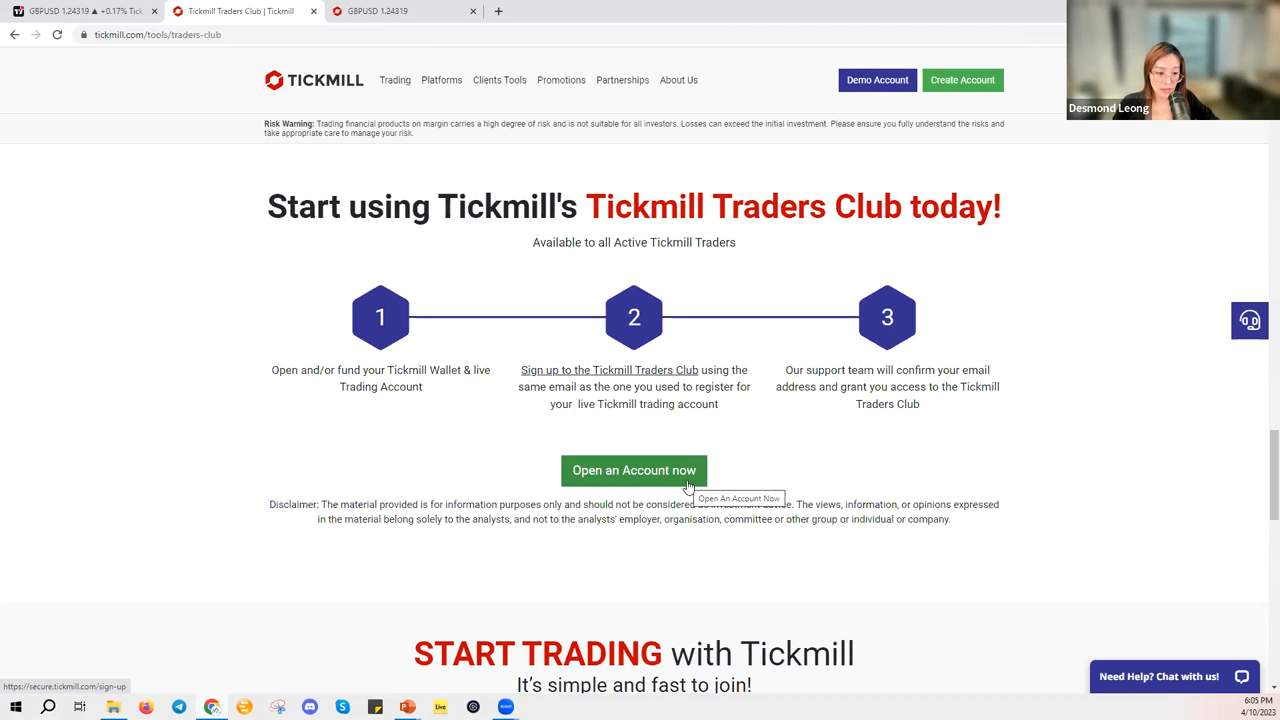 GBPUSD 1.24319 ▲ +0.17% Tick
Tickmill Traders Club | Tickmill
GBPUSD 1.24319
tickmill.com/tools/traders-club
Desmond Leong
TICKMILL
Trading
Platforms
Clients Tools
Promotions
Partnerships
About Us
Demo Account
Create Account
Risk Warning: Trading financial products on margin carries a high degree of risk and is not suitable for all investors. Losses can exceed the initial investment. Please ensure you fully understand the risks and
take appropriate care to manage your risk.
Start using Tickmill's Tickmill Traders Club today!
Available to all Active Tickmill Traders
1
2
3
Open and/or fund your Tickmill Wallet & live
Trading Account
Sign up to the Tickmill Traders Club using the
same email as the one you used to register for
your live Tickmill trading account
Our support team will confirm your email
address and grant you access to the Tickmill
Traders Club
Open an Account now
Open An Account Now
Disclaimer: The material provided is for information purposes only and should not be considered as investment advice. The views, information, or opinions expressed
in the material belong solely to the analysts, and not to the analysts' employer, organisation, committee or other group or individual or company.
START TRADING with Tickmill
It's simple and fast to join!
Need Help? Chat with us!
https://secure.tickmill.com/sign-up
Live
zoom
6:05 PM
4/10/2023